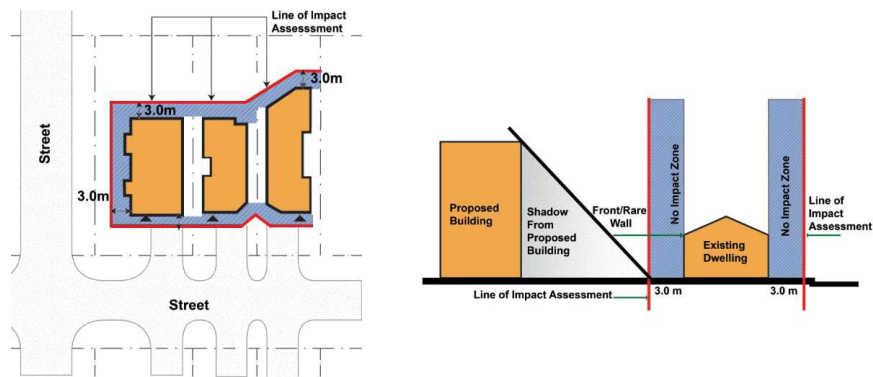 Line of Impact
Assesssment
3.0m
3.0m
3.0m
Street
Street
Proposed
Building
Shadow
From
Proposed
Building
Front/Rare
Wall
No Impact Zone
Existing
Dwelling
No Impact Zone
Line of
Impact
Assessment
Line of Impact Assessment
3.0 m
3.0 m